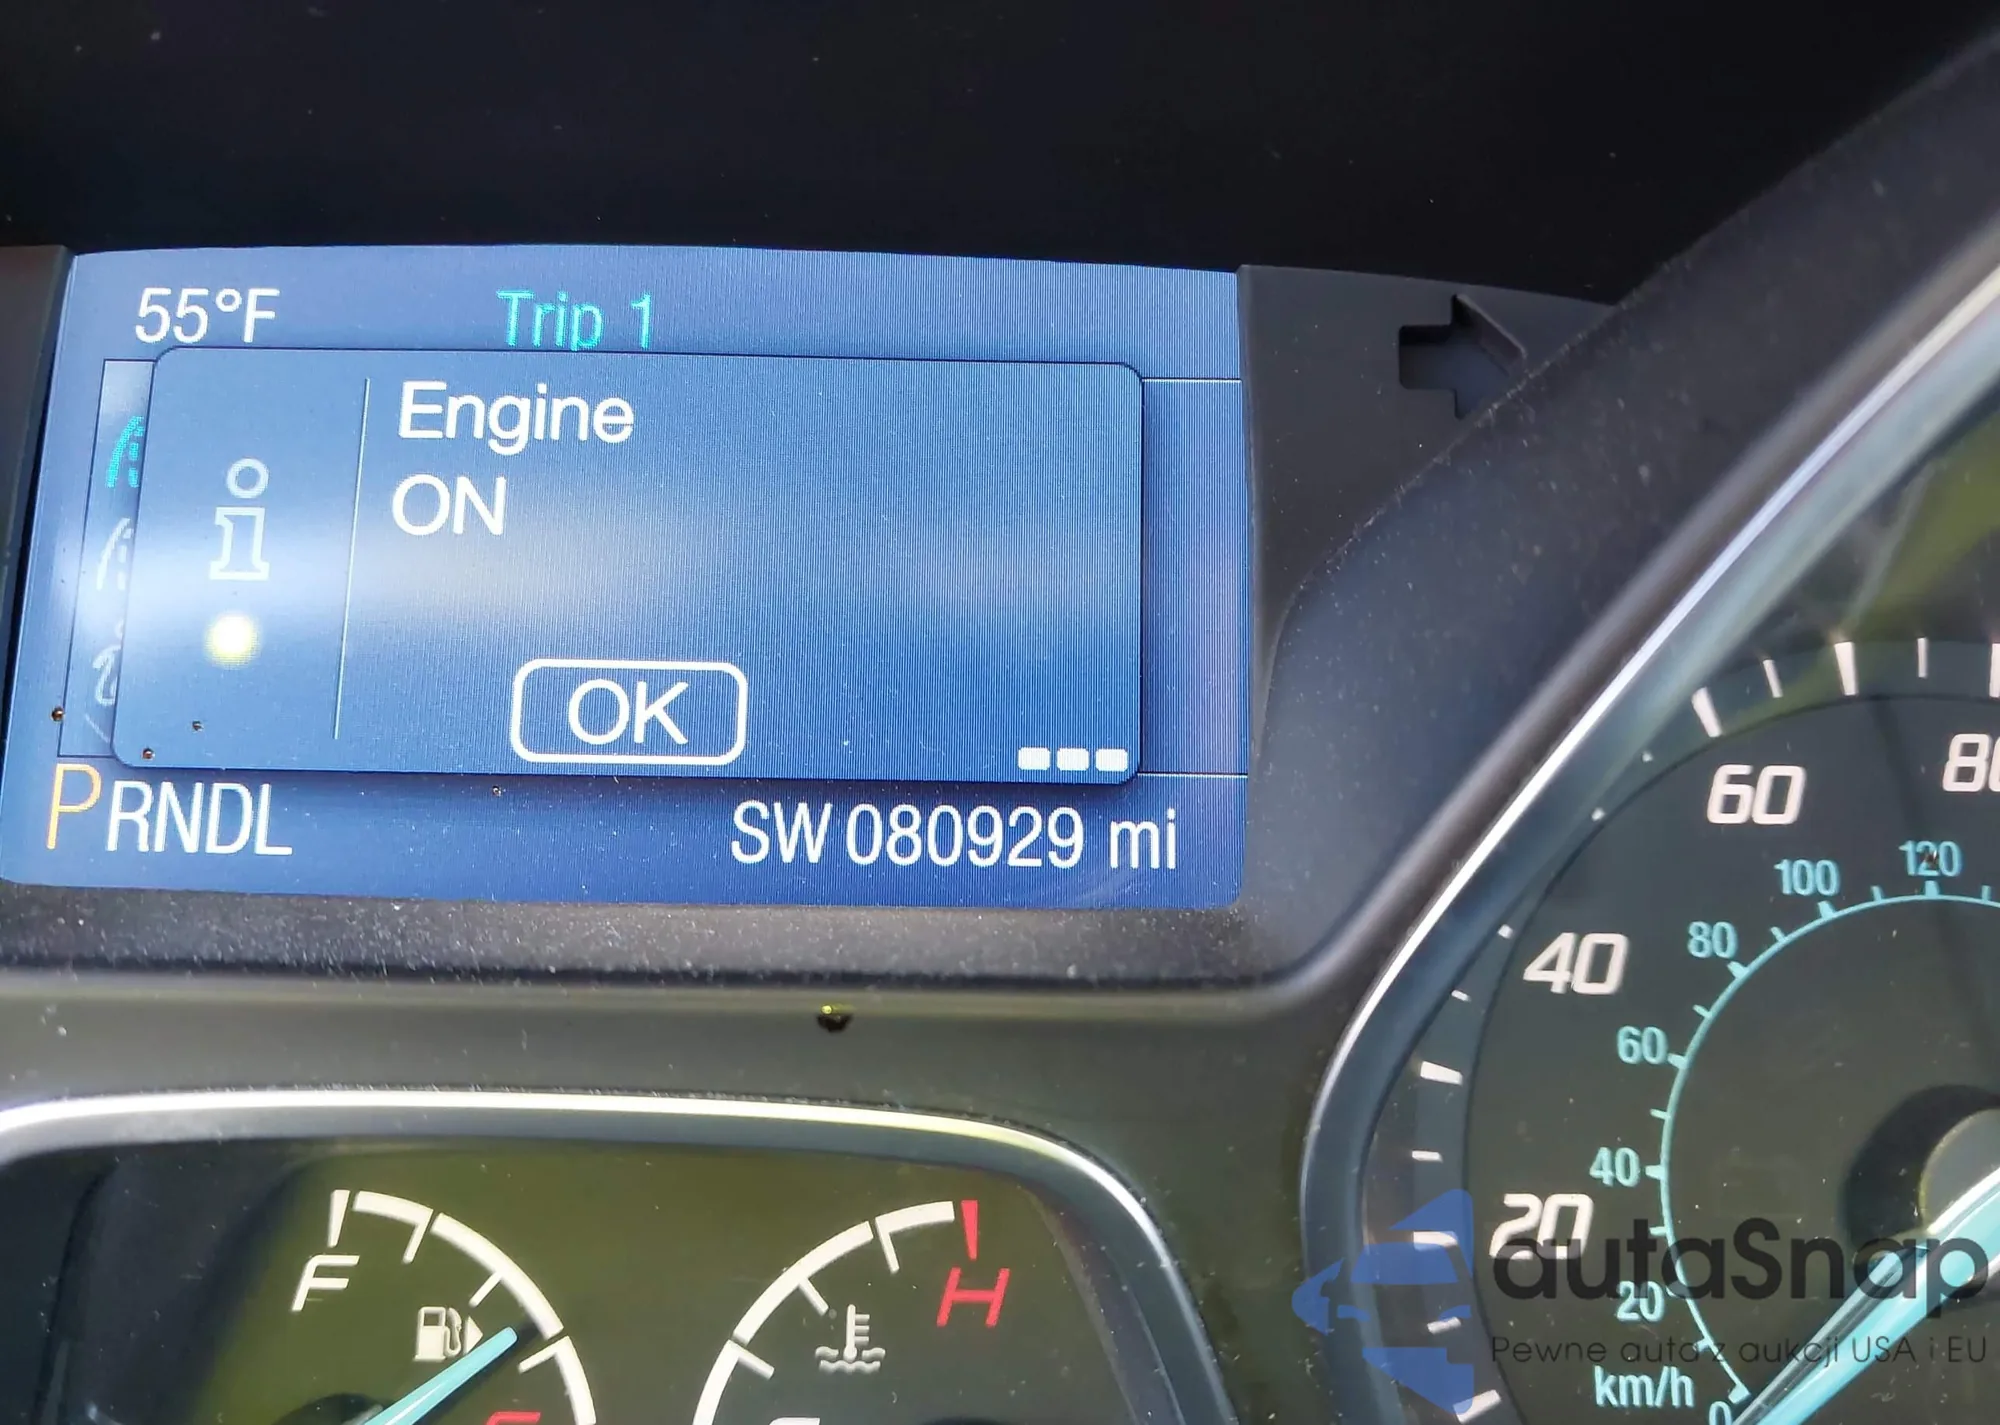 55°F
Trip 1
Engine
ON
OK
PRNDL
SW 080929 mi
60
80
120
100
80
40
60
40
20
20
km/h
0
F
H
autaSnap
Pewne auta z aukcji USA i EU